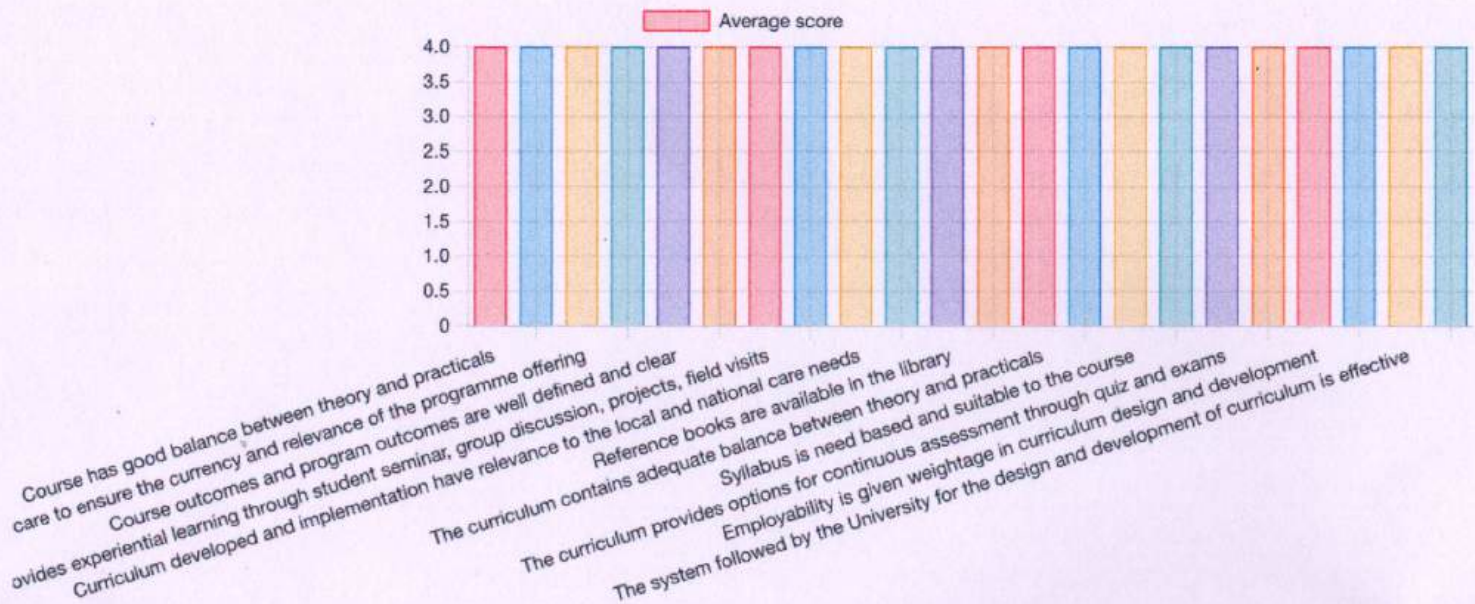 Average score
4.0
3.5
3.0
2.5
2.0
1.5
1.0
0.5
0
Course has good balance between theory and practicals
care to ensure the currency and relevance of the programme offering
Course outcomes and program outcomes are well defined and clear
ovides experiential learning through student seminar, group discussion, projects, field visits
Curriculum developed and implementation have relevance to the local and national care needs
Reference books are available in the library
The curriculum contains adequate balance between theory and practicals
Syllabus is need based and suitable to the course
The curriculum provides options for continuous assessment through quiz and exams
Employability is given weightage in curriculum design and development
The system followed by the University for the design and development of curriculum is effective